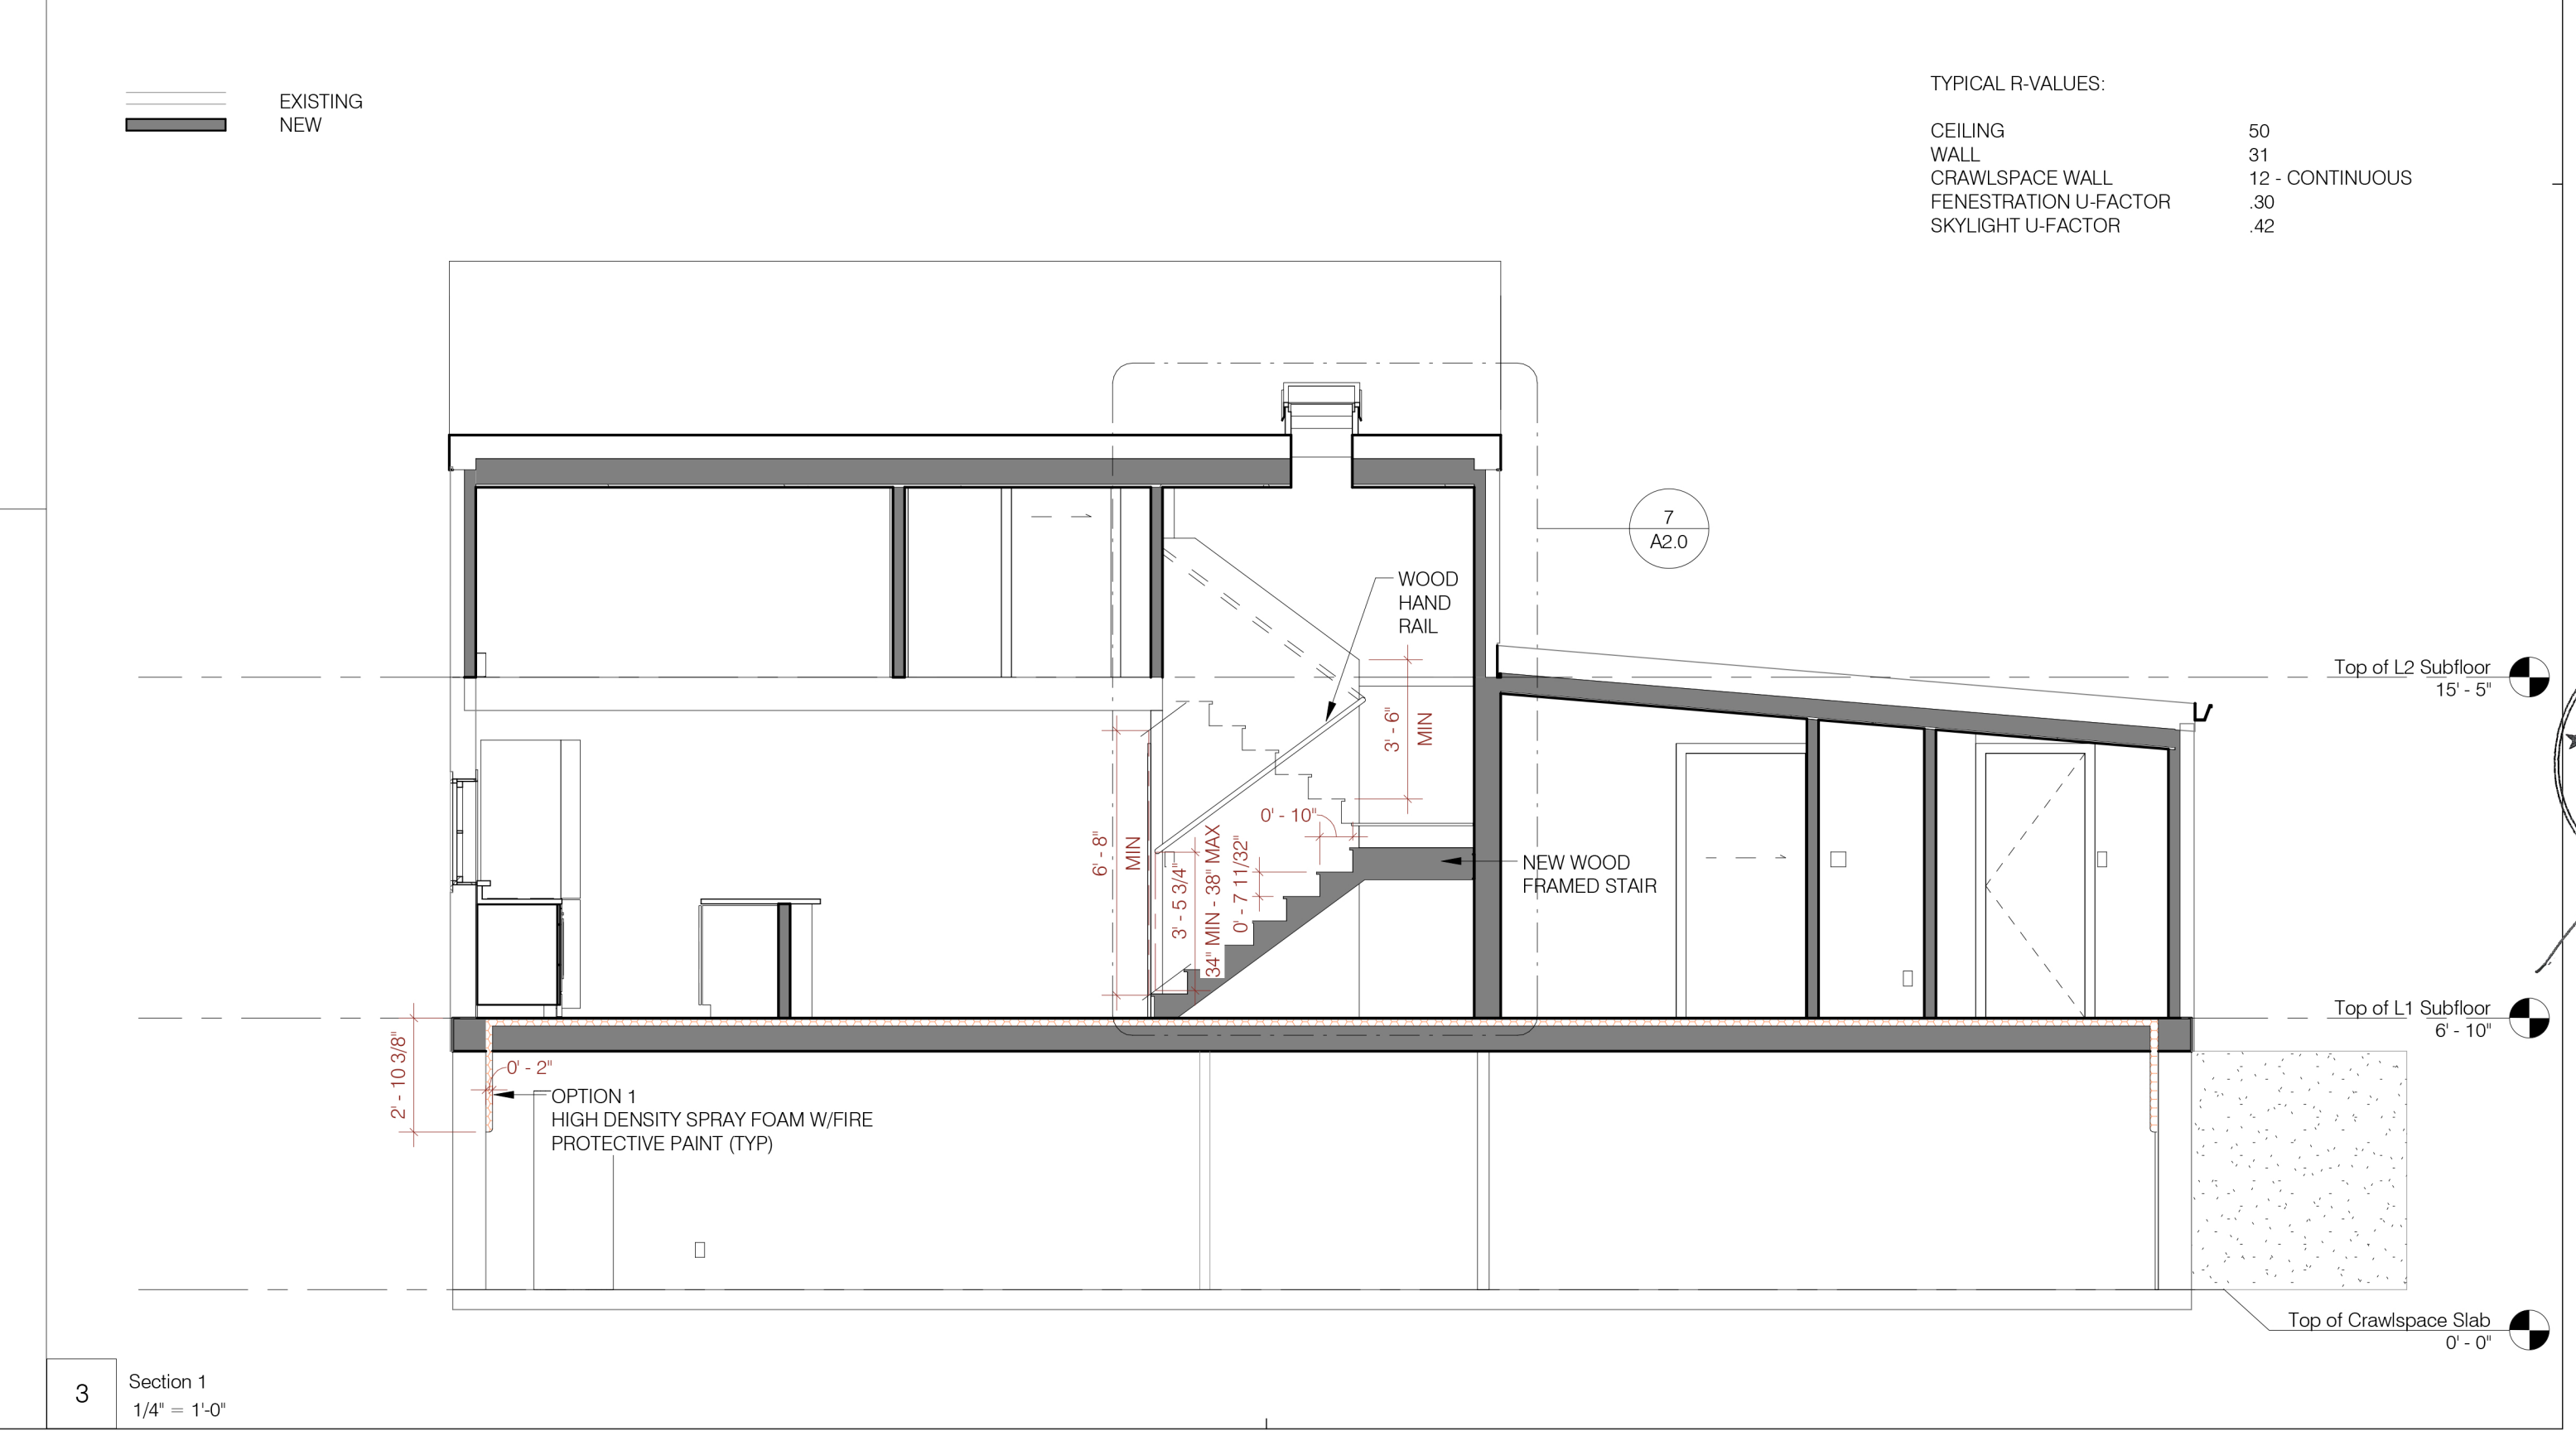 EXISTING
NEW
TYPICAL R-VALUES:
CEILING 50
WALL 31
CRAWLSPACE WALL 12 - CONTINUOUS
FENESTRATION U-FACTOR .30
SKYLIGHT U-FACTOR .42
7
A2.0
WOOD
HAND
RAIL
Top of L2 Subfloor
15' - 5"
3' - 6"
MIN
6' - 8"
MIN
3' - 5 3/4"
34" MIN - 38" MAX
0' - 7 11/32"
0' - 10"
NEW WOOD
FRAMED STAIR
Top of L1 Subfloor
6' - 10"
2' - 10 3/8"
0' - 2"
OPTION 1
HIGH DENSITY SPRAY FOAM W/FIRE
PROTECTIVE PAINT (TYP)
Top of Crawlspace Slab
0' - 0"
3
Section 1
1/4" = 1'-0"